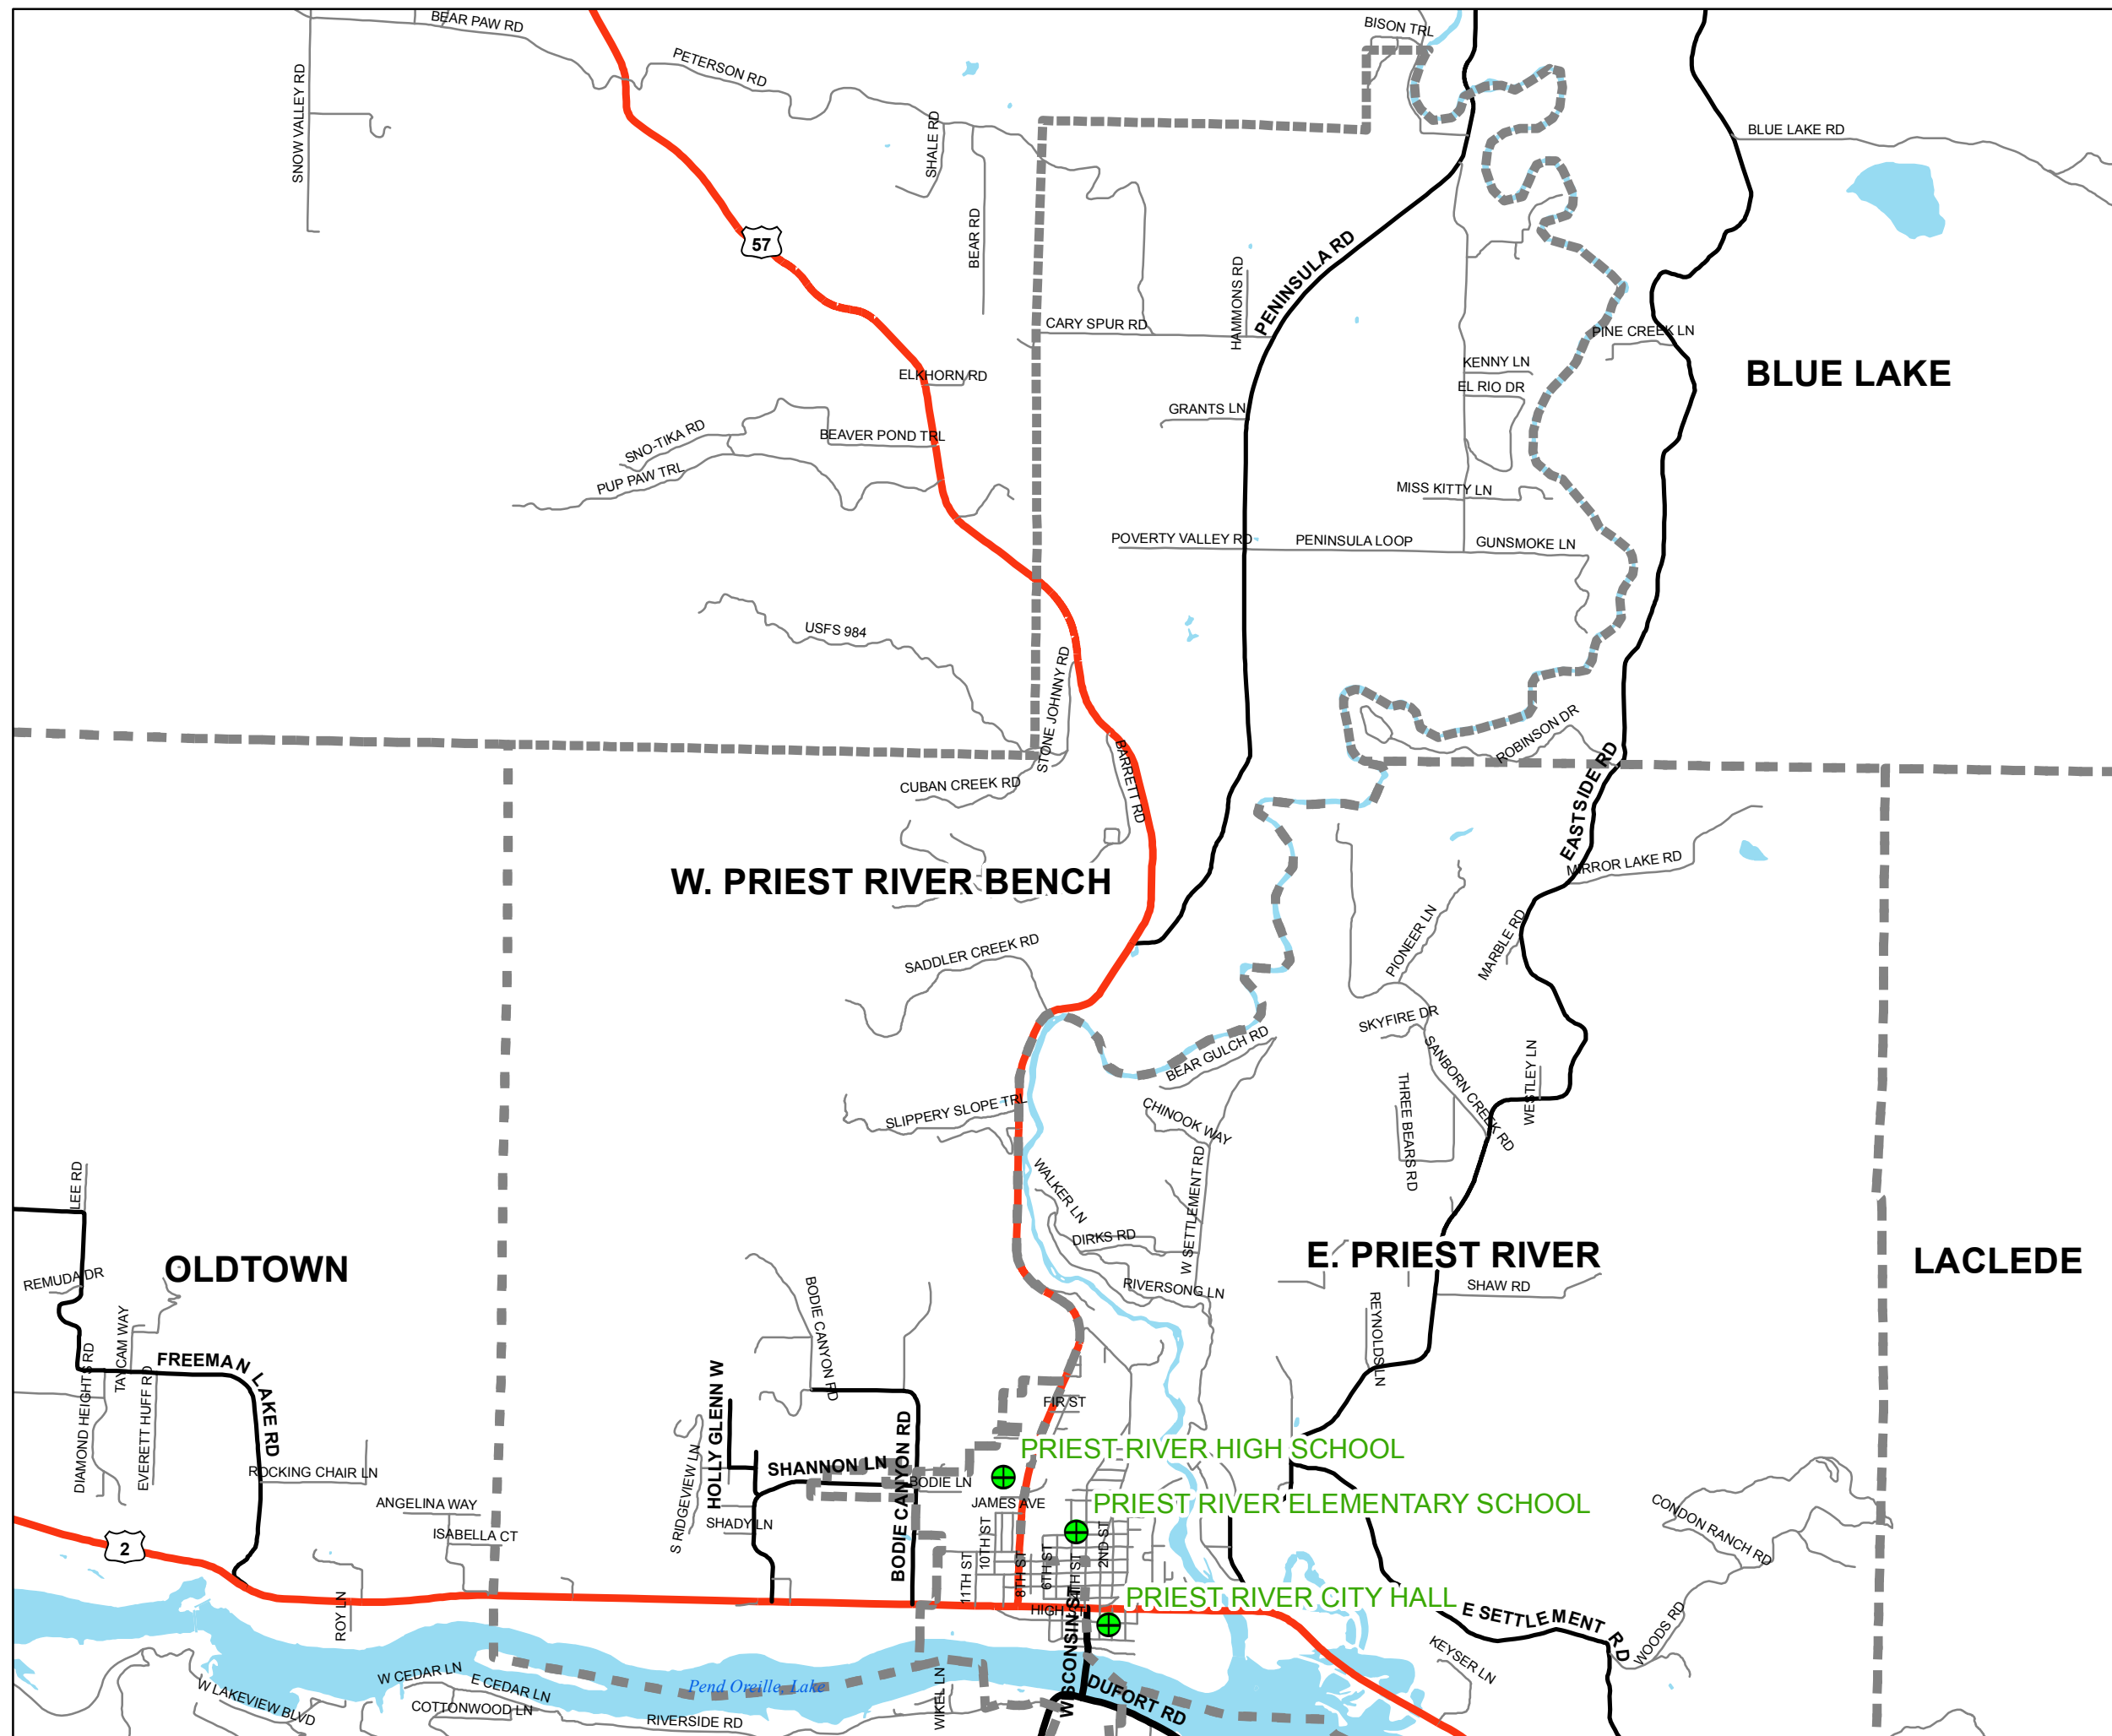 BEAR PAW RD
BISON TRL
PETERSON RD
SNOW VALLEY RD
SHALE RD
BLUE LAKE RD
BEAR RD
57
PENINSULA RD
HAMMONS RD
CARY SPUR RD
PINE CREEK LN
KENNY LN
BLUE LAKE
ELKHORN RD
EL RIO DR
GRANTS LN
SNO-TIKA RD
BEAVER POND TRL
PUP PAW TRL
MISS KITTY LN
POVERTY VALLEY RD
PENINSULA LOOP
GUNSMOKE LN
USFS 984
STONE JOHNNY RD
ROBINSON DR
BARRETT RD
EASTSIDE RD
CUBAN CREEK RD
MIRROR LAKE RD
W. PRIEST RIVER BENCH
PIONEER LN
MARBLE RD
SADDLER CREEK RD
SKYFIRE DR
BEAR GULCH RD
SANBORN CREEK RD
WESTLEY LN
THREE BEARS RD
SLIPPERY SLOPE TRL
CHINOOK WAY
WALKER LN
W SETTLEMENT RD
LEE RD
DIRKS RD
E. PRIEST RIVER
LACLEDE
OLDTOWN
REMUDA DR
RIVERSONG LN
SHAW RD
BODIE CANYON RD
REYNOLDS LN
TAY CAM WAY
DIAMOND HEIGHTS RD
EVERETT HUFF RD
FREEMAN LAKE RD
HOLLY GLENN W
FIR ST
PRIEST RIVER HIGH SCHOOL
S RIDGEVIEW LN
SHANNON LN
BODIE CANYON RD
BODIE LN
ROCKING CHAIR LN
ANGELINA WAY
JAMES AVE
PRIEST RIVER ELEMENTARY SCHOOL
CONDON RANCH RD
SHADY LN
ISABELLA CT
2
10TH ST
2ND ST
11TH ST
8TH ST
6TH ST
4TH ST
PRIEST RIVER CITY HALL
ROY LN
HIGH ST
WISCONSIN ST
E SETTLEMENT RD
WOODS RD
KEYSER LN
W CEDAR LN
E CEDAR LN
Pend Oreille, Lake
W LAKEVIEW BLVD
COTTONWOOD LN
WIKEL LN
DUFORT RD
RIVERSIDE RD